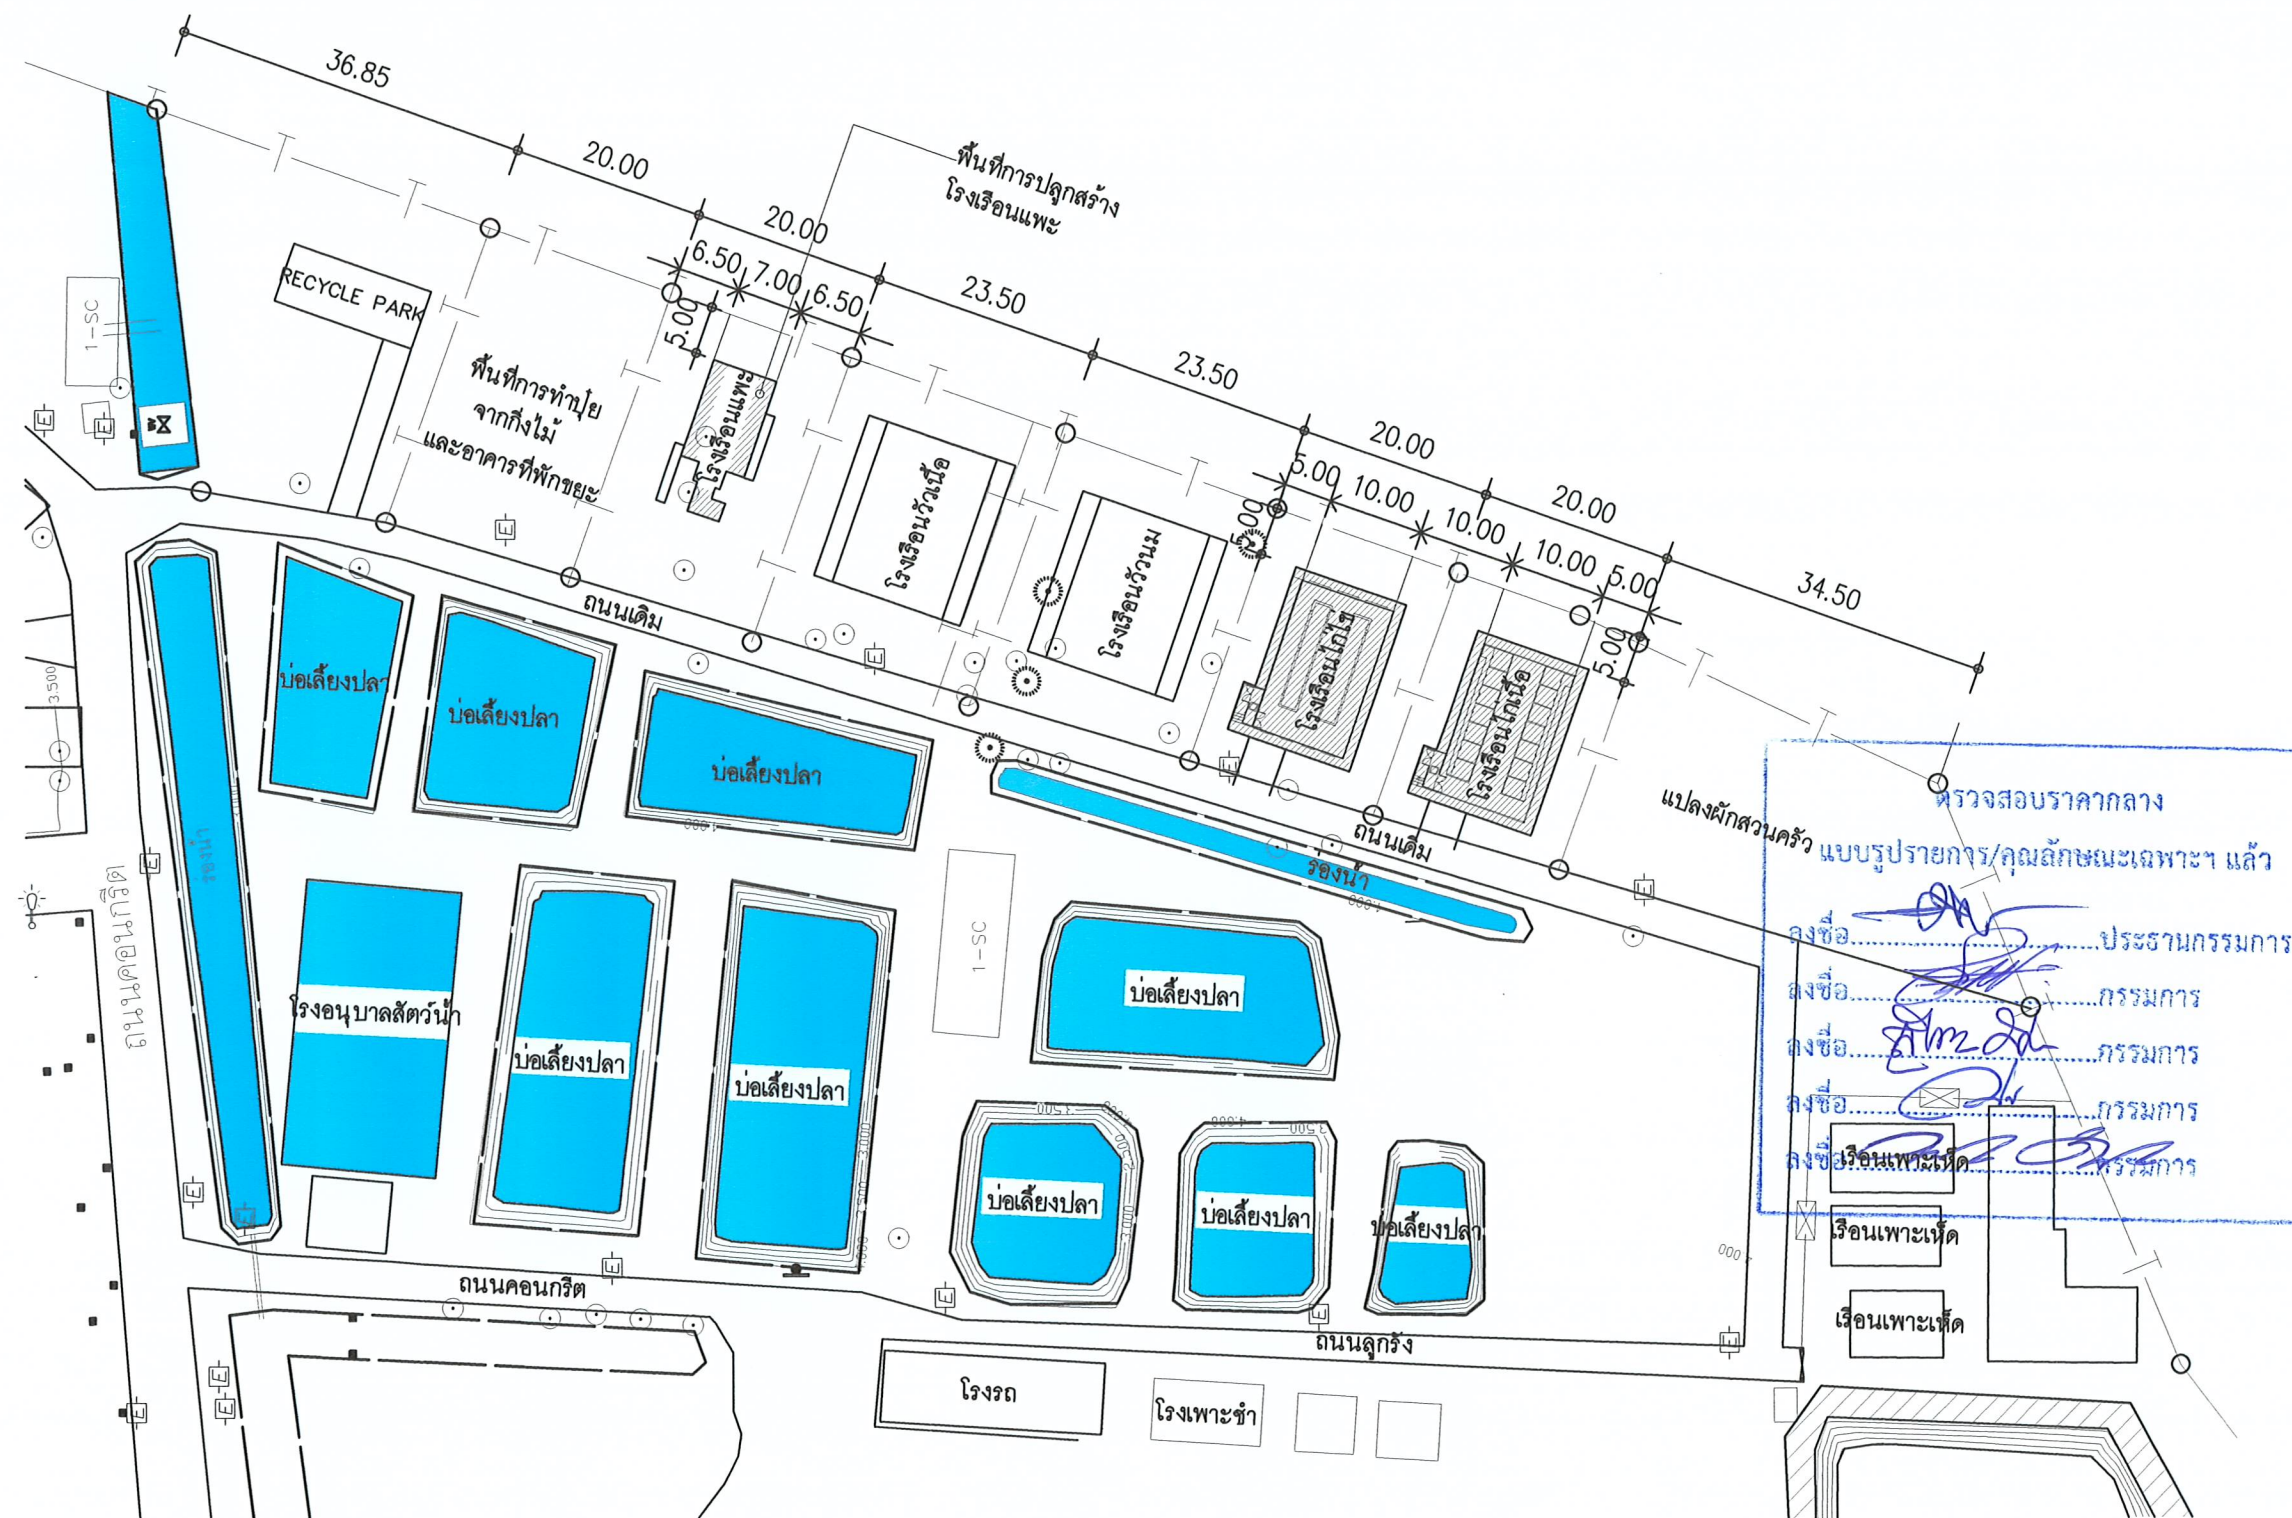 36.85
20.00
20.00
23.50
23.50
20.00
20.00
34.50
พื้นที่การปลูกสร้าง
โรงเรือนแพะ
6.50
7.00
6.50
5.00
5.00
10.00
10.00
10.00
5.00
5.00
5.00
RECYCLE PARK
1-SC
พื้นที่การทำปุ๋ย
จากกิ่งไม้
และอาคารที่พักขยะ
โรงเรือนแพะ
โรงเรือนวัวเนื้อ
โรงเรือนวัวนม
โรงเรือนไก่ไข่
โรงเรือนไก่เนื้อ
แปลงผักสวนครัว
E
E
E
E
E
E
E
ถนนเดิม
ถนนเดิม
ร่องน้ำ
ร่องน้ำ
3.500
บ่อเลี้ยงปลา
บ่อเลี้ยงปลา
บ่อเลี้ยงปลา
ถนนคอนกรีต
E
โรงอนุบาลสัตว์น้ำ
บ่อเลี้ยงปลา
บ่อเลี้ยงปลา
1-SC
บ่อเลี้ยงปลา
บ่อเลี้ยงปลา
บ่อเลี้ยงปลา
บ่อเลี้ยงปลา
3.500
4.000
3.500
3.000
3.000
E
E
E
E
E
E
ถนนคอนกรีต
ถนนลูกรัง
E
E
E
โรงรถ
โรงเพาะชำ
ตรวจสอบราคากลาง
แบบรูปรายการ/คุณลักษณะเฉพาะฯ แล้ว
ลงชื่อ..............................ประธานกรรมการ
ลงชื่อ..............................กรรมการ
ลงชื่อ..............................กรรมการ
ลงชื่อ..............................กรรมการ
ลงชื่อ..............................กรรมการ
เรือนเพาะเห็ด
เรือนเพาะเห็ด
เรือนเพาะเห็ด